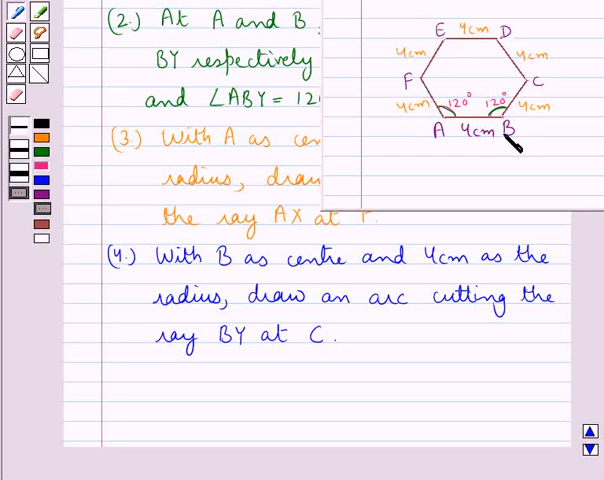 (2.) At A and B
BY respectively
and ∠ABY = 12
(3.) With A as cen
radius, draw
the ray AX at F.
(4.) With B as centre and 4cm as the
radius, draw an arc cutting the
ray BY at C.
E 4cm D
4cm 4cm
F C
4cm 120° 120° 4cm
A 4cm B